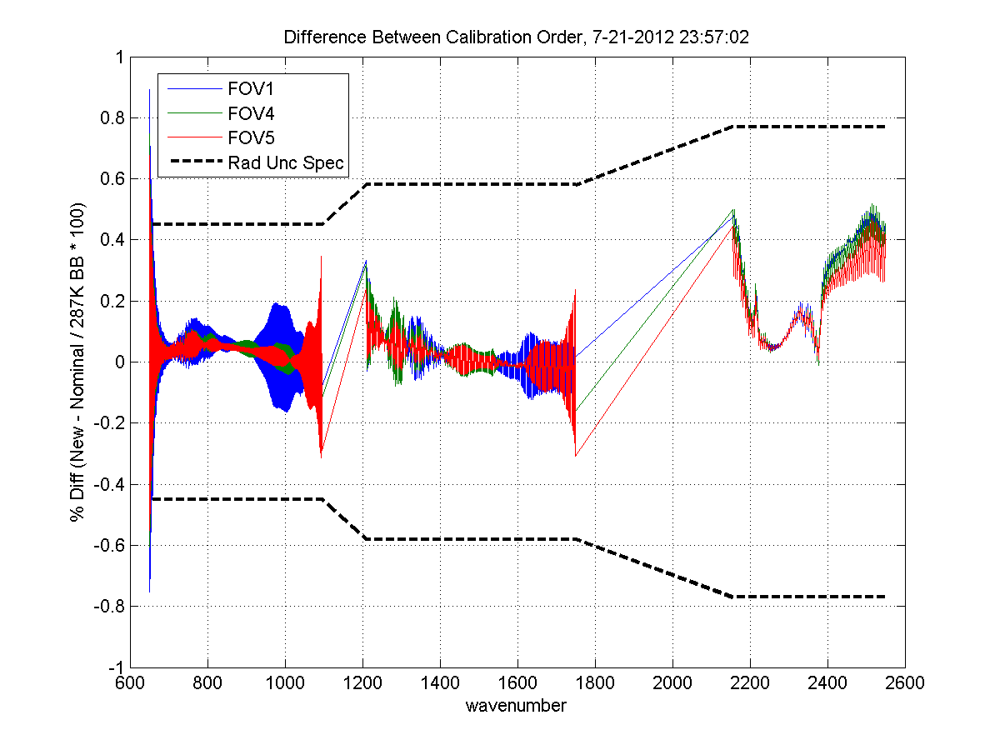 Difference Between Calibration Order, 7-21-2012 23:57:02
% Diff (New - Nominal / 287K BB * 100)
1
0.8
0.6
0.4
0.2
0
-0.2
-0.4
-0.6
-0.8
-1
FOV1
FOV4
FOV5
Rad Unc Spec
600 800 1000 1200 1400 1600 1800 2000 2200 2400 2600
wavenumber